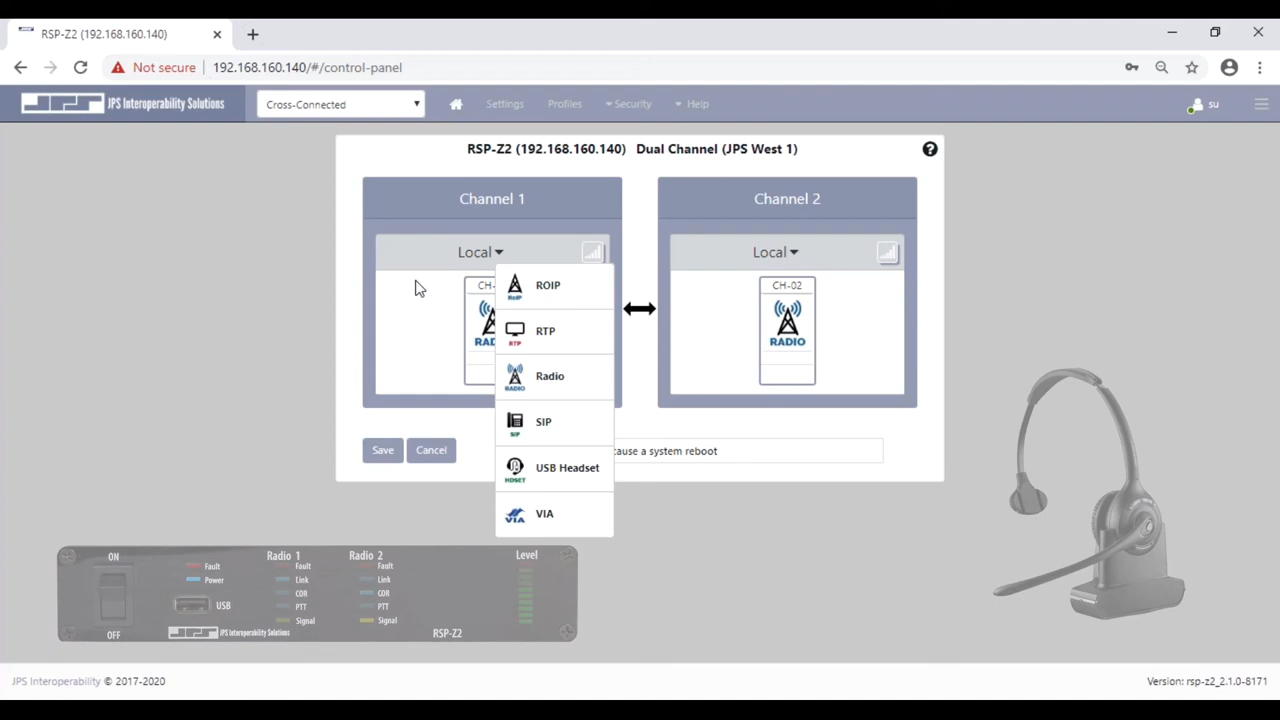 RSP-Z2 (192.168.160.140)
Not secure
192.168.160.140/#/control-panel
JPS
JPS Interoperability Solutions
Cross-Connected
Settings
Profiles
Security
Help
su
RSP-Z2 (192.168.160.140) Dual Channel (JPS West 1)
?
Channel 1
Channel 2
Local
Local
CH-
CH-02
RADIO
ROIP
RoIP
RTP
RTP
Radio
RADIO
SIP
SIP
USB Headset
HDSET
VIA
VIA
Save
Cancel
ause a system reboot
ON
OFF
Fault
Power
USB
JPS Interoperability Solutions
Radio 1
Fault
Link
COR
PTT
Signal
Radio 2
Fault
Link
COR
PTT
Signal
Level
RSP-Z2
JPS Interoperability © 2017-2020
Version: rsp-z2_2.1.0-8171